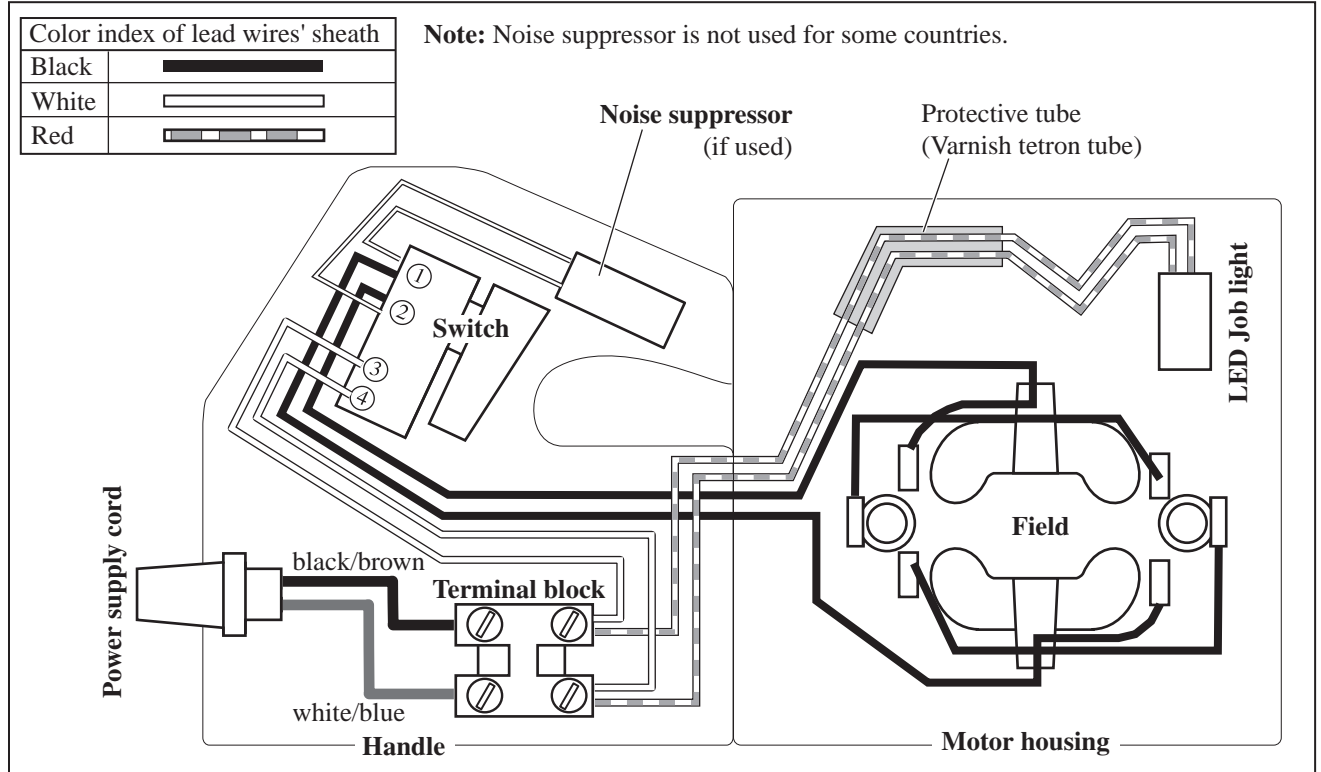 Color index of lead wires' sheath
Black
White
Red
Note: Noise suppressor is not used for some countries.
Noise suppressor
(if used)
Protective tube
(Varnish tetron tube)
1
2
Switch
3
4
LED Job light
Field
Power supply cord
black/brown
Terminal block
white/blue
Handle
Motor housing